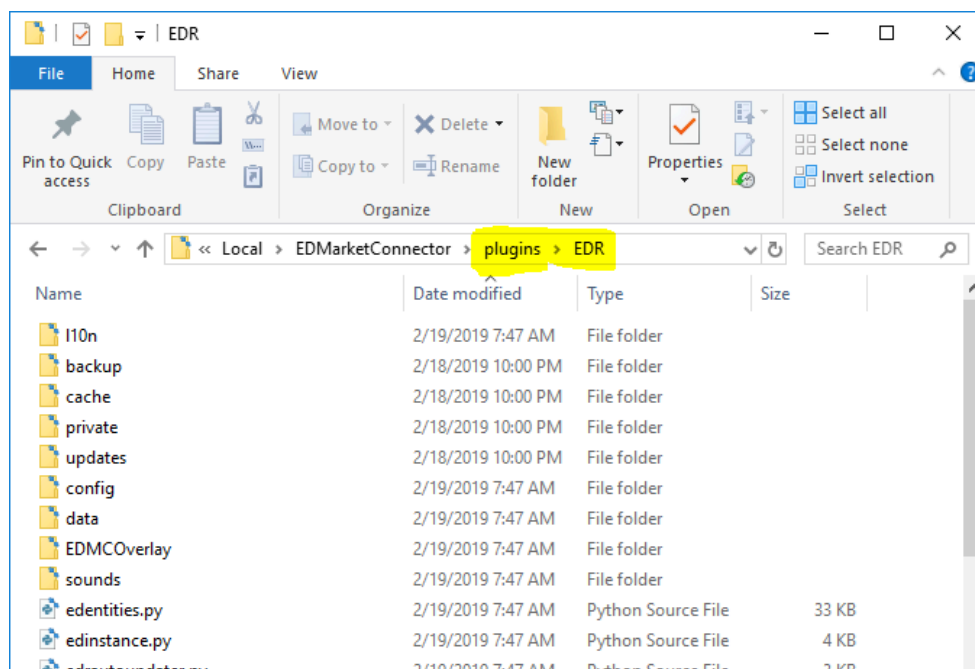 EDR
File Home Share View
Pin to Quick access
Copy
Paste
Move to
Copy to
Delete
Rename
New folder
Properties
Select all
Select none
Invert selection
Clipboard Organize New Open Select
« Local > EDMarketConnector > plugins > EDR
Search EDR
Name Date modified Type Size
l10n 2/19/2019 7:47 AM File folder
backup 2/18/2019 10:00 PM File folder
cache 2/18/2019 10:00 PM File folder
private 2/18/2019 10:00 PM File folder
updates 2/18/2019 10:00 PM File folder
config 2/19/2019 7:47 AM File folder
data 2/19/2019 7:47 AM File folder
EDMCOverlay 2/19/2019 7:47 AM File folder
sounds 2/19/2019 7:47 AM File folder
edentities.py 2/19/2019 7:47 AM Python Source File 33 KB
edinstance.py 2/19/2019 7:47 AM Python Source File 4 KB